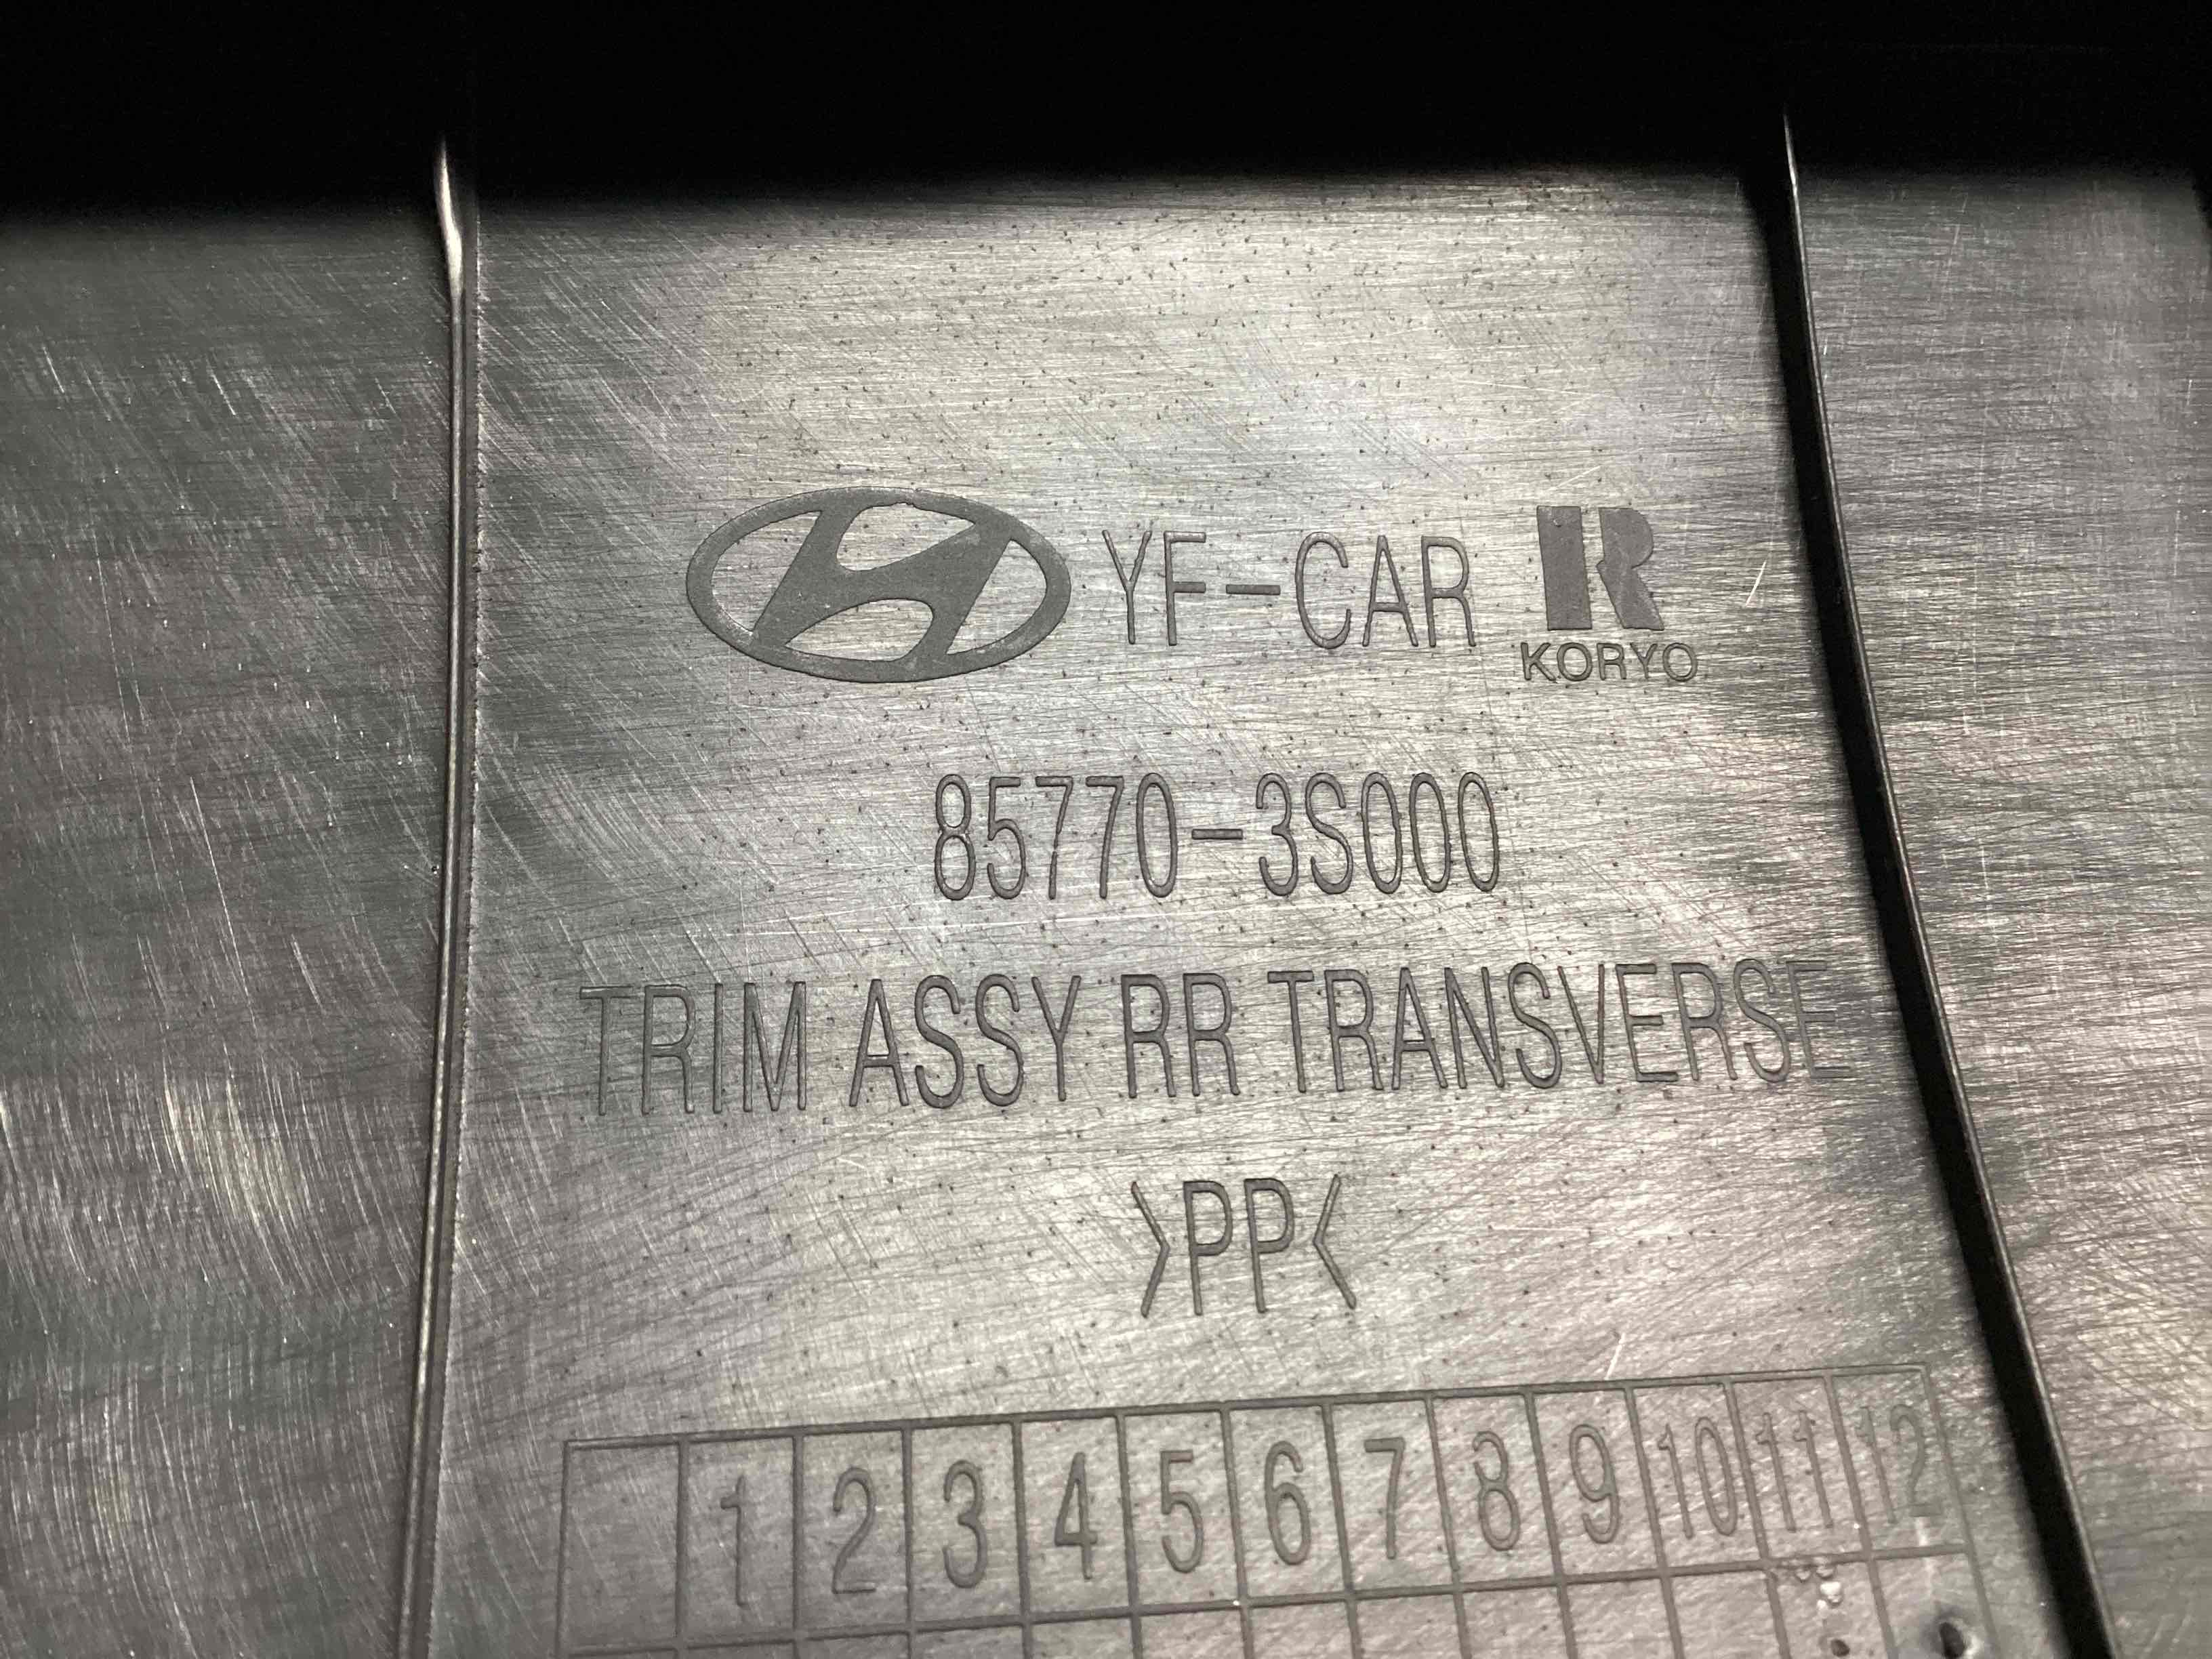 YF-CAR R
KORYO
85770-3S000
TRIM ASSY RR TRANSVERSE
>PP<
1 2 3 4 5 6 7 8 9 10 11 12